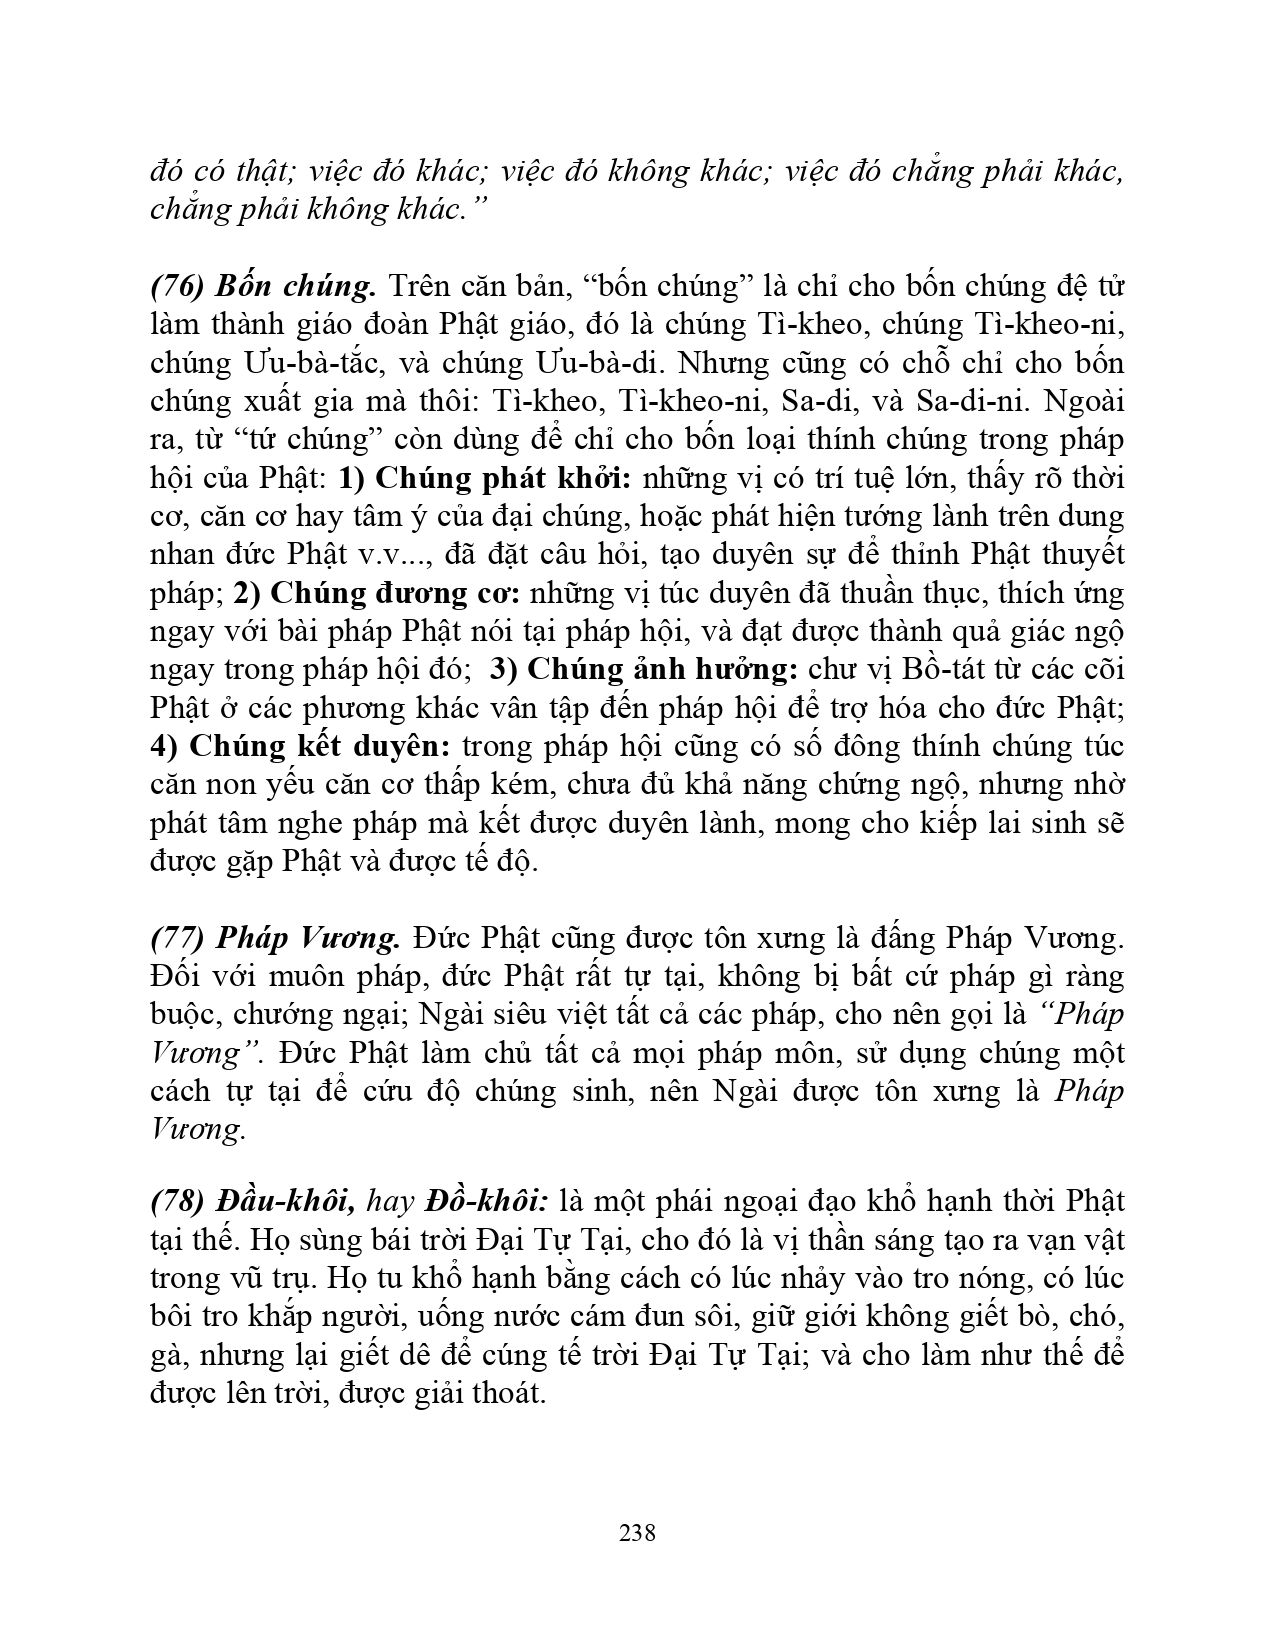 đó có thật; việc đó khác; việc đó không khác; việc đó chẳng phải khác,
chẳng phải không khác.”
(76) Bốn chúng. Trên căn bản, “bốn chúng” là chỉ cho bốn chúng đệ tử
làm thành giáo đoàn Phật giáo, đó là chúng Tì-kheo, chúng Tì-kheo-ni,
chúng Ưu-bà-tắc, và chúng Ưu-bà-di. Nhưng cũng có chỗ chỉ cho bốn
chúng xuất gia mà thôi: Tì-kheo, Tì-kheo-ni, Sa-di, và Sa-di-ni. Ngoài
ra, từ “tứ chúng” còn dùng để chỉ cho bốn loại thính chúng trong pháp
hội của Phật: 1) Chúng phát khởi: những vị có trí tuệ lớn, thấy rõ thời
cơ, căn cơ hay tâm ý của đại chúng, hoặc phát hiện tướng lành trên dung
nhan đức Phật v.v..., đã đặt câu hỏi, tạo duyên sự để thỉnh Phật thuyết
pháp; 2) Chúng đương cơ: những vị túc duyên đã thuần thục, thích ứng
ngay với bài pháp Phật nói tại pháp hội, và đạt được thành quả giác ngộ
ngay trong pháp hội đó; 3) Chúng ảnh hưởng: chư vị Bồ-tát từ các cõi
Phật ở các phương khác vân tập đến pháp hội để trợ hóa cho đức Phật;
4) Chúng kết duyên: trong pháp hội cũng có số đông thính chúng túc
căn non yếu căn cơ thấp kém, chưa đủ khả năng chứng ngộ, nhưng nhờ
phát tâm nghe pháp mà kết được duyên lành, mong cho kiếp lai sinh sẽ
được gặp Phật và được tế độ.
(77) Pháp Vương. Đức Phật cũng được tôn xưng là đấng Pháp Vương.
Đối với muôn pháp, đức Phật rất tự tại, không bị bất cứ pháp gì ràng
buộc, chướng ngại; Ngài siêu việt tất cả các pháp, cho nên gọi là “Pháp
Vương”. Đức Phật làm chủ tất cả mọi pháp môn, sử dụng chúng một
cách tự tại để cứu độ chúng sinh, nên Ngài được tôn xưng là Pháp
Vương.
(78) Đầu-khôi, hay Đồ-khôi: là một phái ngoại đạo khổ hạnh thời Phật
tại thế. Họ sùng bái trời Đại Tự Tại, cho đó là vị thần sáng tạo ra vạn vật
trong vũ trụ. Họ tu khổ hạnh bằng cách có lúc nhảy vào tro nóng, có lúc
bôi tro khắp người, uống nước cám đun sôi, giữ giới không giết bò, chó,
gà, nhưng lại giết dê để cúng tế trời Đại Tự Tại; và cho làm như thế để
được lên trời, được giải thoát.
238